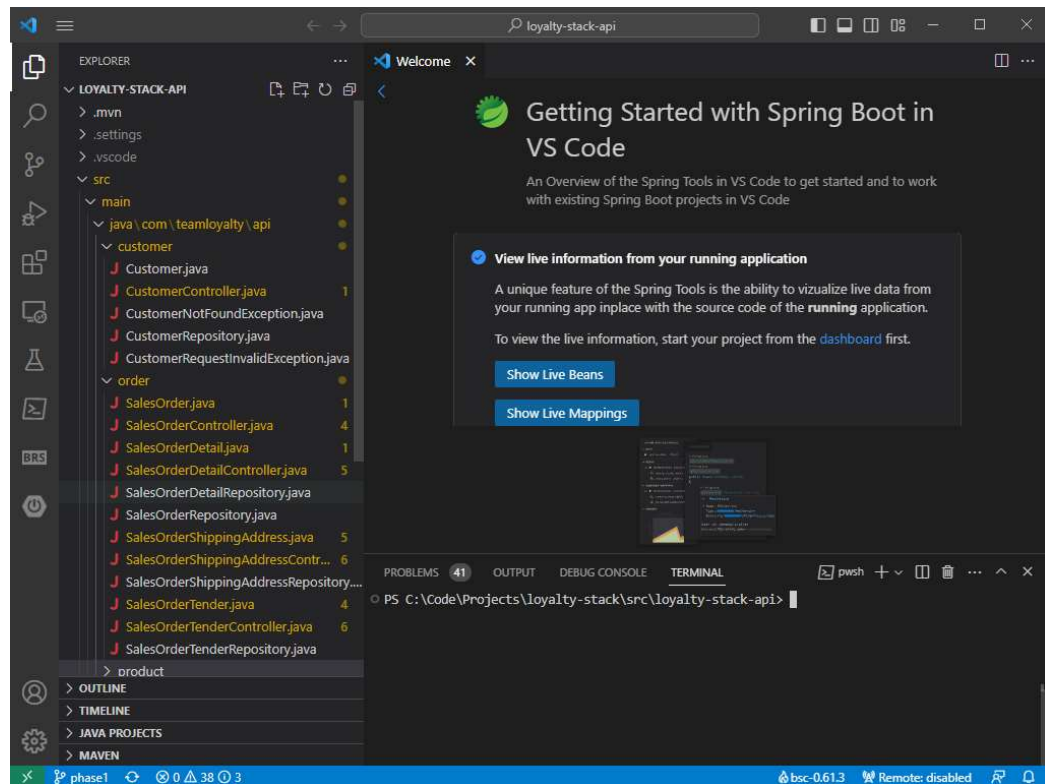 loyalty-stack-api
EXPLORER
LOYALTY-STACK-API
.mvn
.settings
.vscode
src
main
java\com\teamloyalty\api
customer
Customer.java
CustomerController.java 1
CustomerNotFoundException.java
CustomerRepository.java
CustomerRequestInvalidException.java
order
SalesOrder.java 1
SalesOrderController.java 4
SalesOrderDetail.java 1
SalesOrderDetailController.java 5
SalesOrderDetailRepository.java
SalesOrderRepository.java
SalesOrderShippingAddress.java 5
SalesOrderShippingAddressContr... 6
SalesOrderShippingAddressRepository....
SalesOrderTender.java 4
SalesOrderTenderController.java 6
SalesOrderTenderRepository.java
product
OUTLINE
TIMELINE
JAVA PROJECTS
MAVEN
BRS
Welcome
Getting Started with Spring Boot in
VS Code
An Overview of the Spring Tools in VS Code to get started and to work
with existing Spring Boot projects in VS Code
View live information from your running application
A unique feature of the Spring Tools is the ability to vizualize live data from
your running app inplace with the source code of the running application.
To view the live information, start your project from the dashboard first.
Show Live Beans
Show Live Mappings
PROBLEMS 41 OUTPUT DEBUG CONSOLE TERMINAL pwsh
PS C:\Code\Projects\loyalty-stack\src\loyalty-stack-api>
phase1 0 38 3 bsc-0.61.3 Remote: disabled